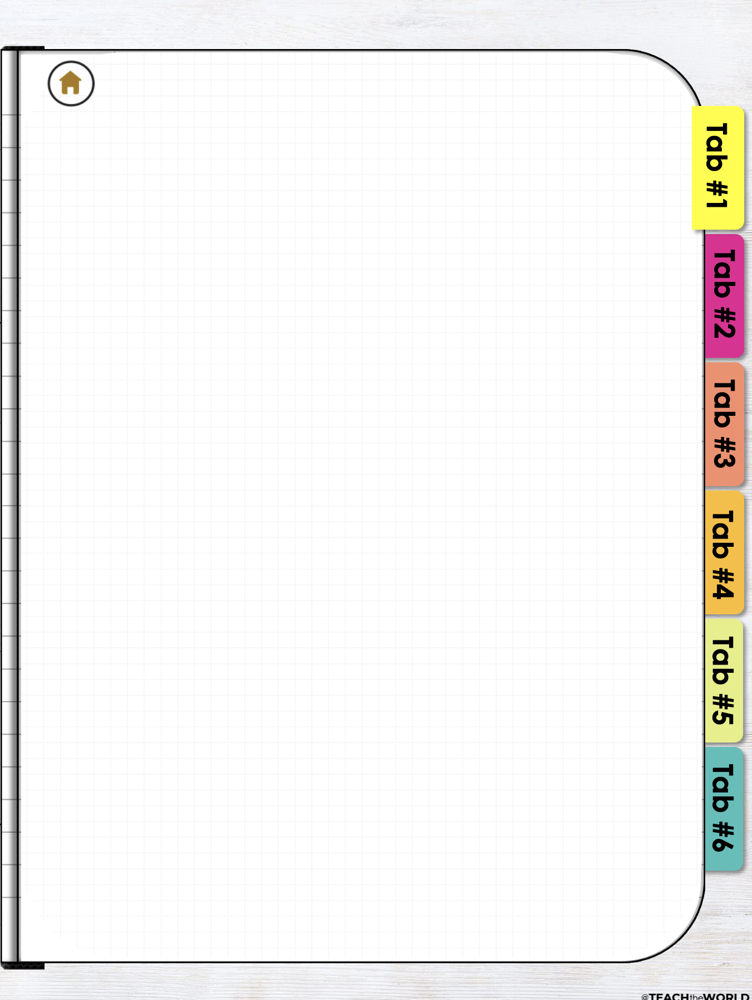 Tab #1
Tab #2
Tab #3
Tab #4
Tab #5
Tab #6
@TEACHtheWORLD